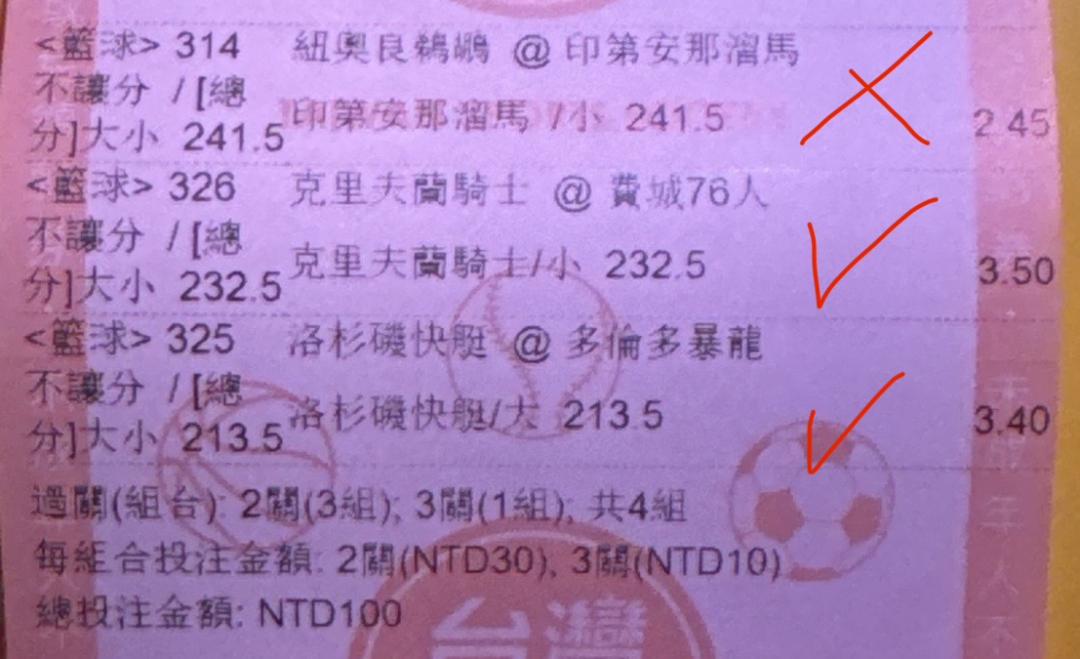 <籃球> 314 紐奧良鵜鶘 @ 印第安那溜馬
不讓分 / [總
分]大小 241.5 印第安那溜馬 /小 241.5 2.45
<籃球> 326 克里夫蘭騎士 @ 費城76人
不讓分 / [總
分]大小 232.5 克里夫蘭騎士/小 232.5 3.50
<籃球> 325 洛杉磯快艇 @ 多倫多暴龍
不讓分 / [總
分]大小 213.5 洛杉磯快艇/大 213.5 3.40
過關(組合): 2關(3組), 3關(1組), 共4組
每組合投注金額: 2關(NTD30), 3關(NTD10)
總投注金額: NTD100
台灣